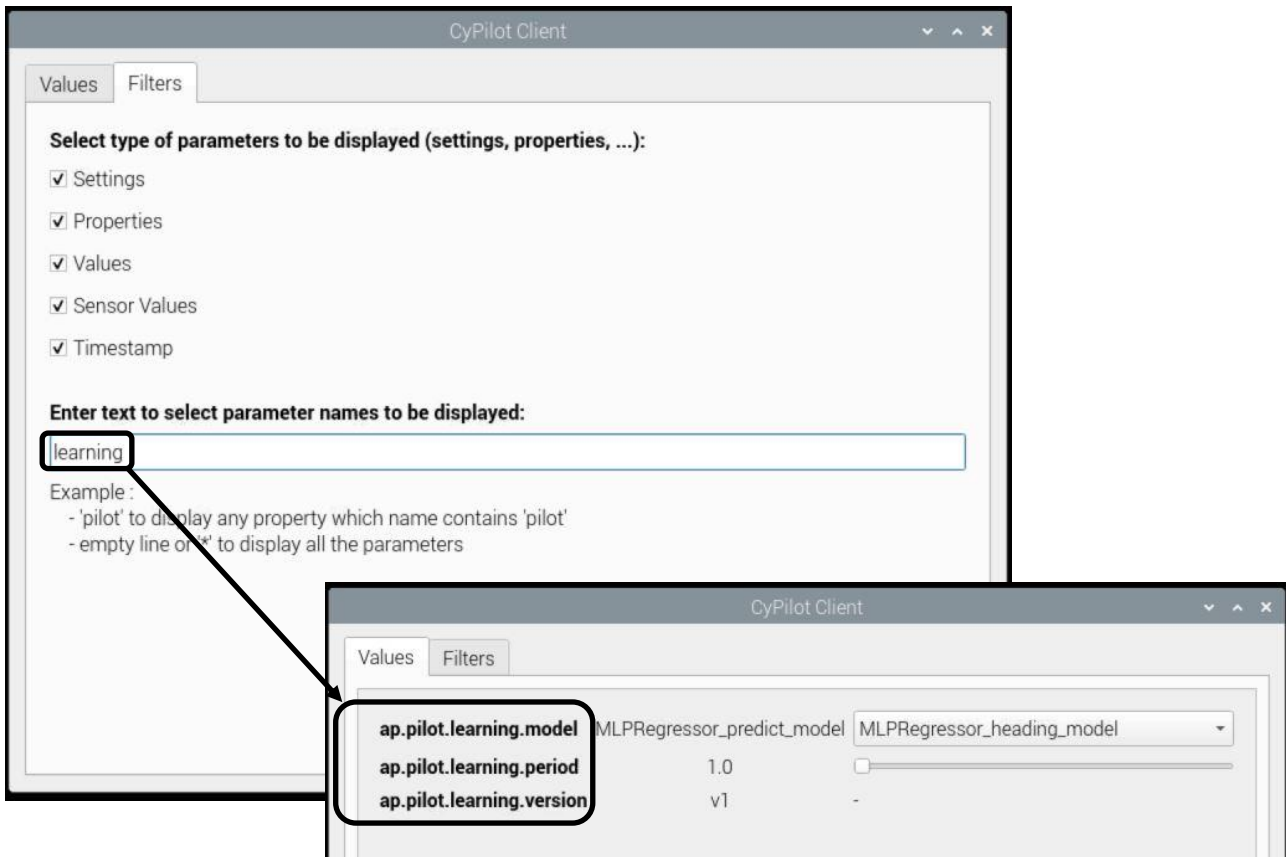 CyPilot Client
Values Filters
Select type of parameters to be displayed (settings, properties, ...):
Settings
Properties
Values
Sensor Values
Timestamp
Enter text to select parameter names to be displayed:
learning
Example :
- 'pilot' to display any property which name contains 'pilot'
- empty line or '*' to display all the parameters
CyPilot Client
Values Filters
ap.pilot.learning.model MLPRegressor_predict_model MLPRegressor_heading_model
ap.pilot.learning.period 1.0
ap.pilot.learning.version v1 -